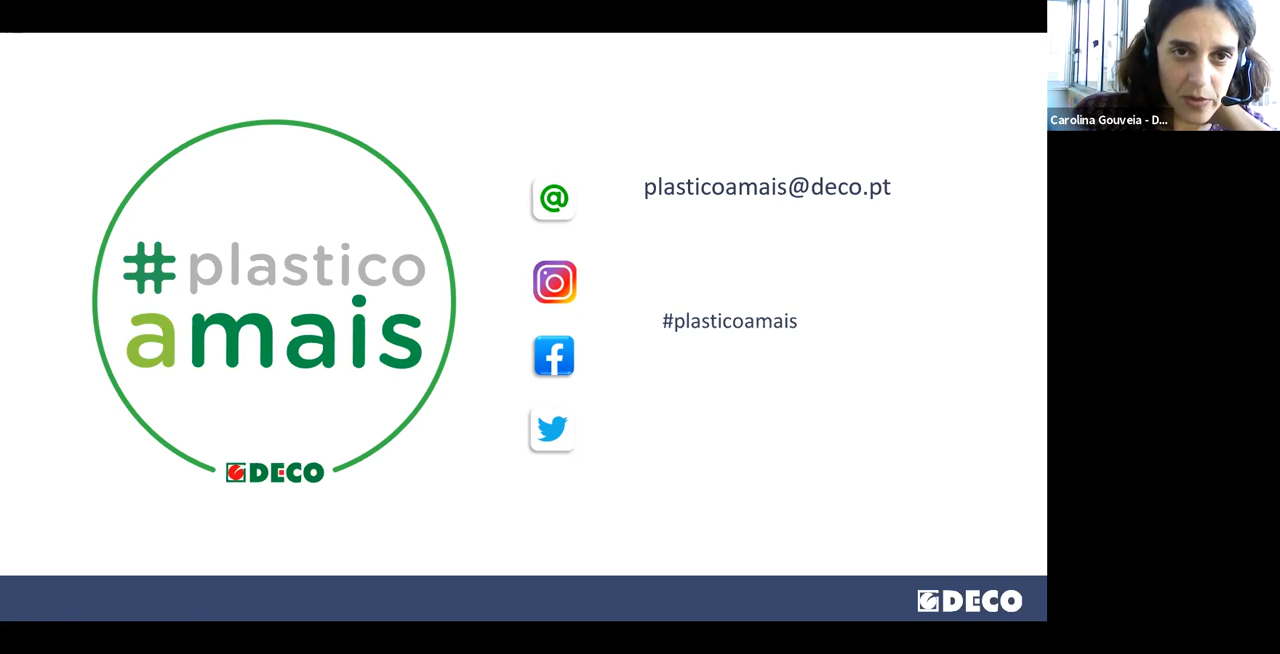 #plastico
amais
DECO
@
plasticoamais@deco.pt
#plasticoamais
DECO
Carolina Gouveia - D...